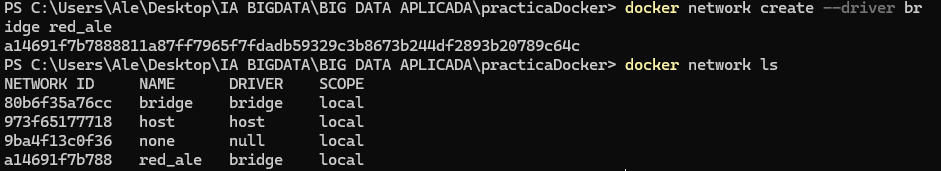 PS C:\Users\Ale\Desktop\IA BIGDATA\BIG DATA APLICADA\practicaDocker> docker network create --driver br
idge red_ale
a14691f7b7888811a87ff7965f7fdadb59329c3b8673b244df2893b20789c64c
PS C:\Users\Ale\Desktop\IA BIGDATA\BIG DATA APLICADA\practicaDocker> docker network ls
NETWORK ID     NAME      DRIVER    SCOPE
80b6f35a76cc   bridge    bridge    local
973f65177718   host      host      local
9ba4f13c0f36   none      null      local
a14691f7b788   red_ale   bridge    local